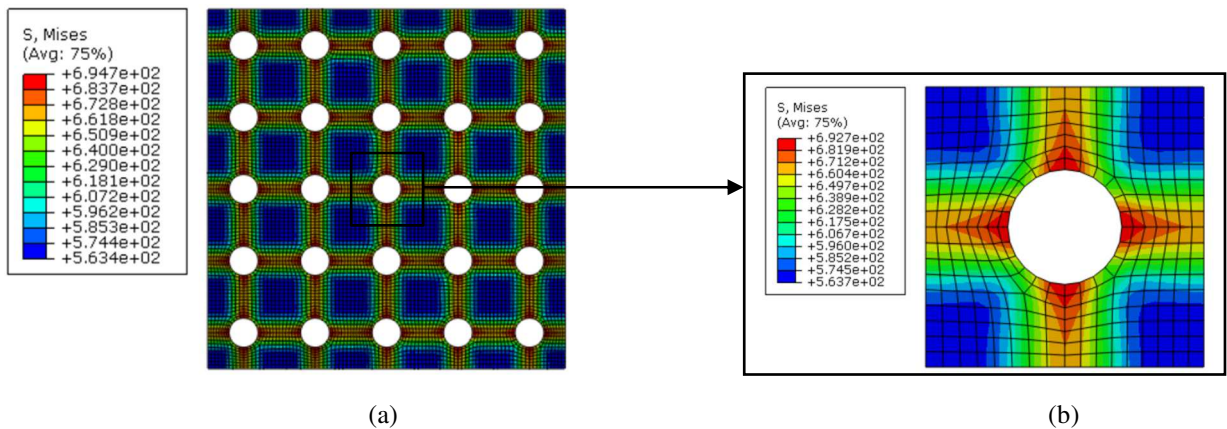 S, Mises
(Avg: 75%)
+6.947e+02
+6.837e+02
+6.728e+02
+6.618e+02
+6.509e+02
+6.400e+02
+6.290e+02
+6.181e+02
+6.072e+02
+5.962e+02
+5.853e+02
+5.744e+02
+5.634e+02
S, Mises
(Avg: 75%)
+6.927e+02
+6.819e+02
+6.712e+02
+6.604e+02
+6.497e+02
+6.389e+02
+6.282e+02
+6.175e+02
+6.067e+02
+5.960e+02
+5.852e+02
+5.745e+02
+5.637e+02
(a)
(b)